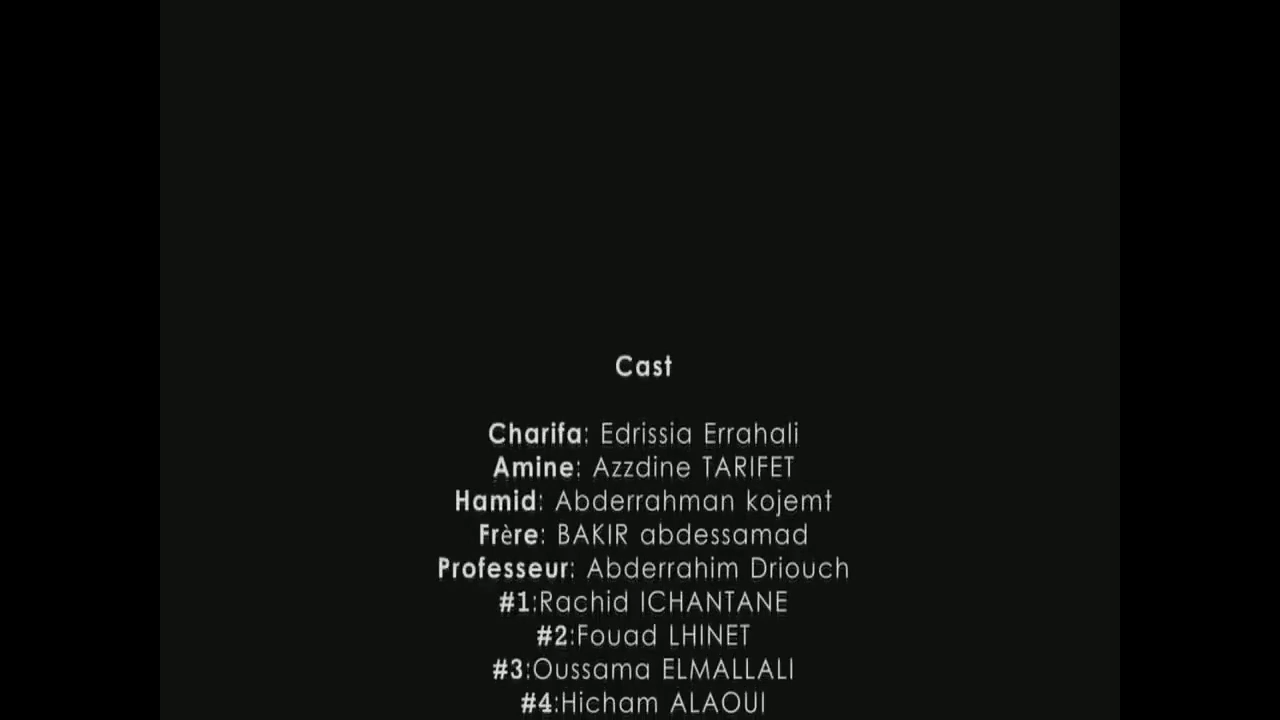 Cast
Charifa: Edrissia Errahali
Amine: Azzdine TARIFET
Hamid: Abderrahman kojemt
Frère: BAKIR abdessamad
Professeur: Abderrahim Driouch
#1:Rachid ICHANTANE
#2:Fouad LHINET
#3:Oussama ELMALLALI
#4:Hicham ALAOUI